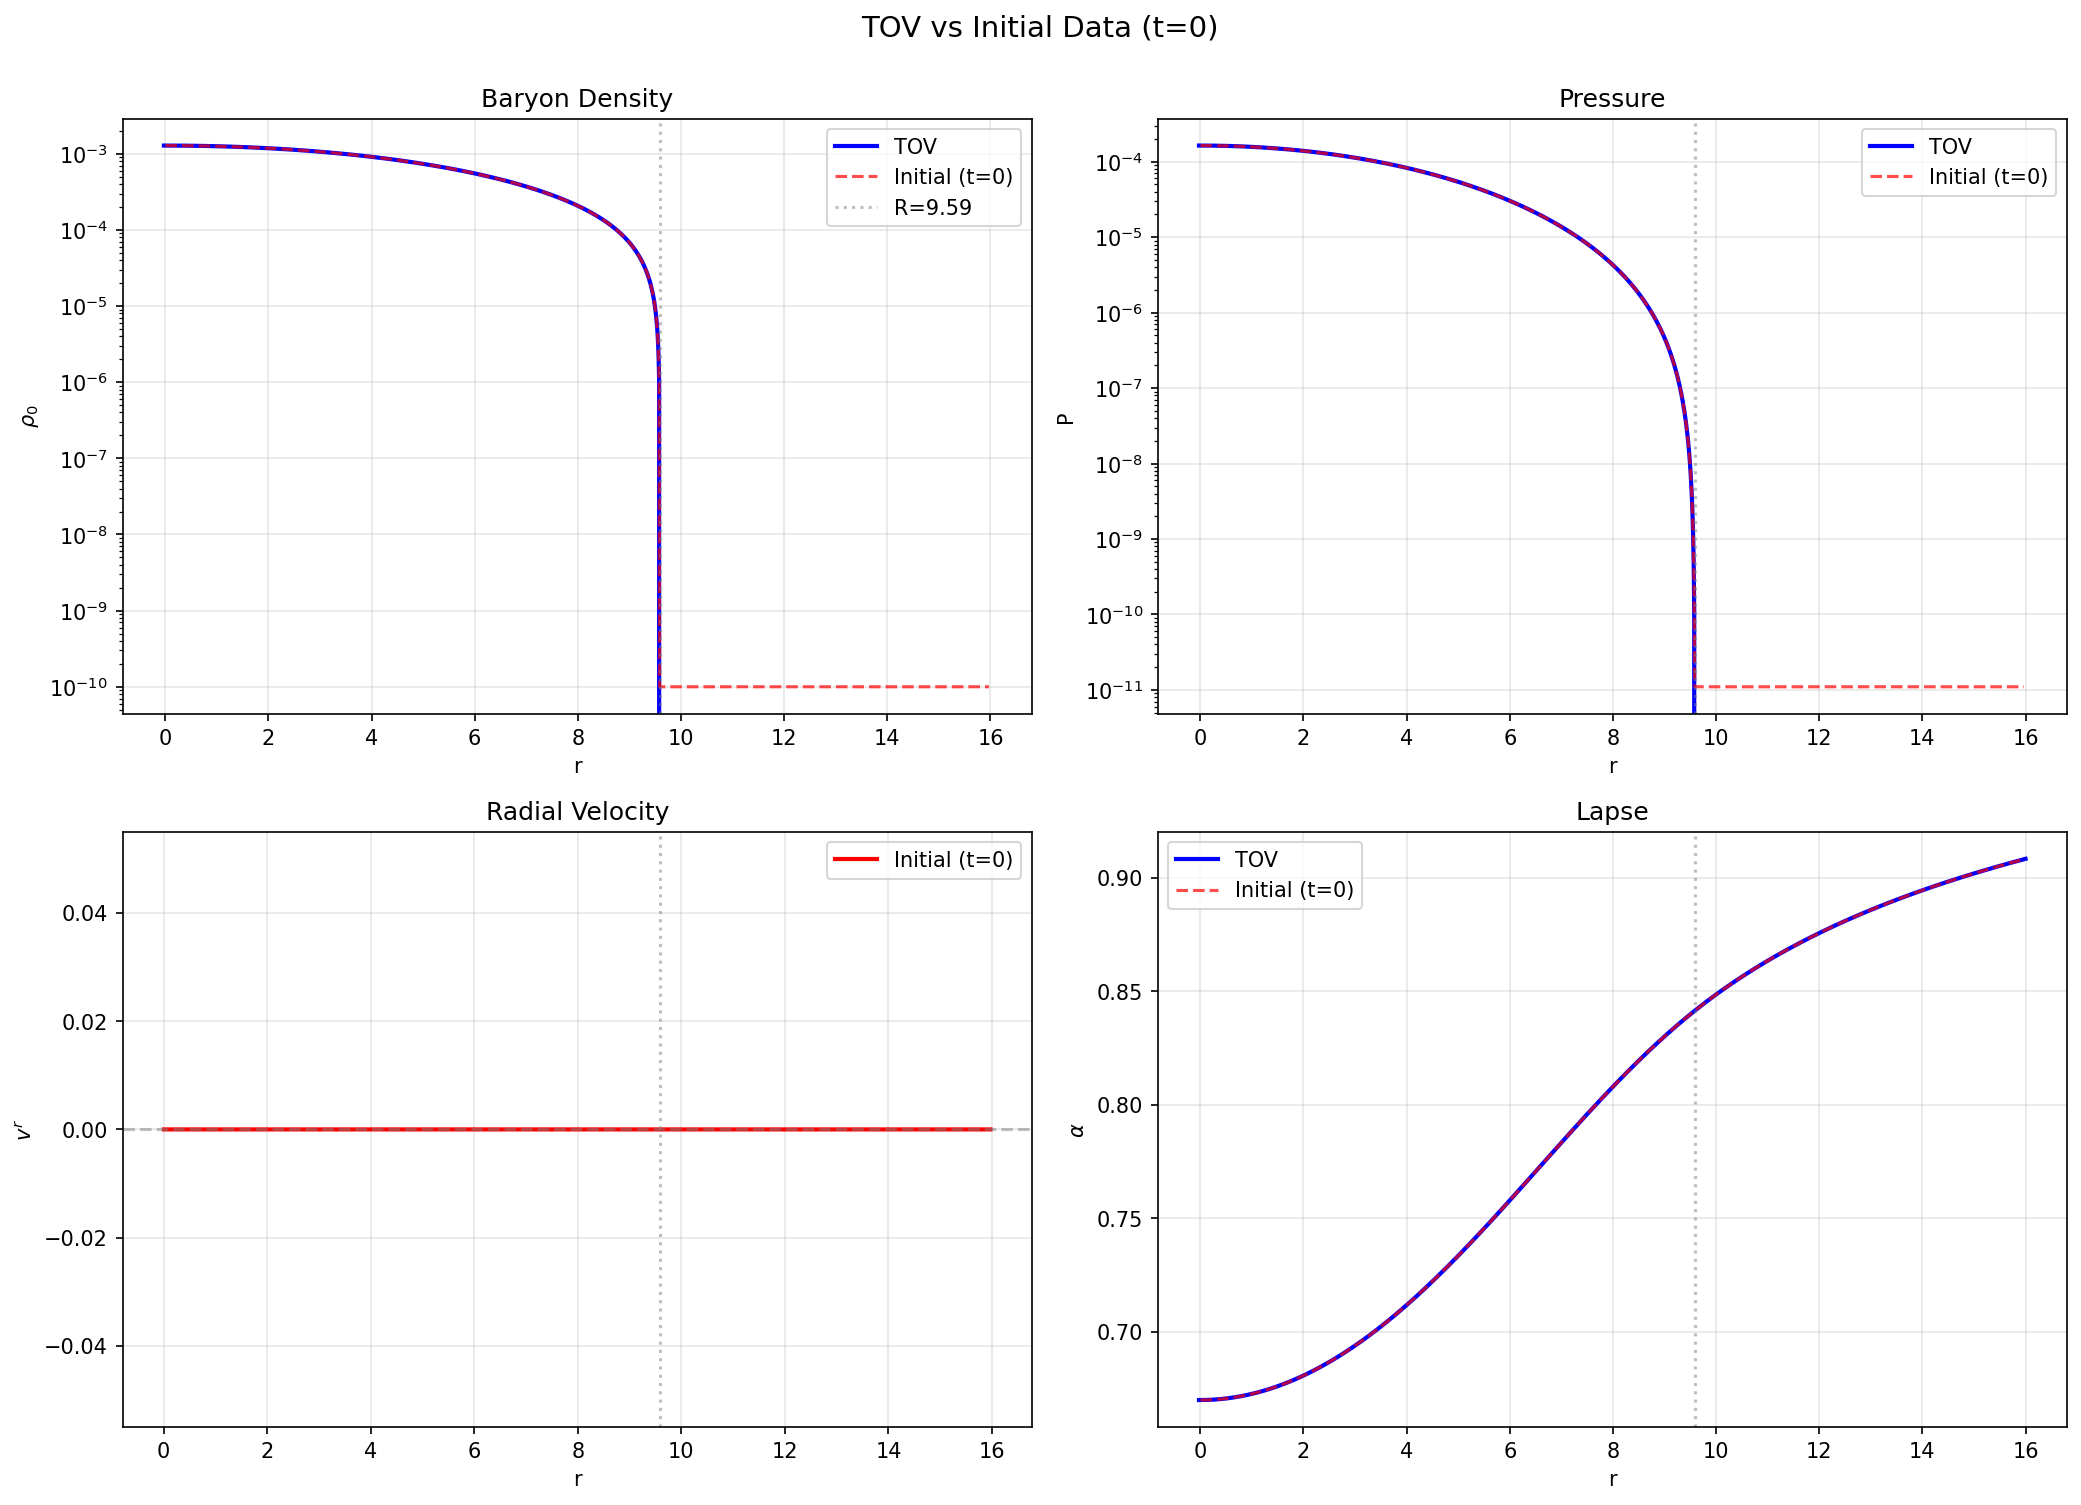 TOV vs Initial Data (t=0)
Baryon Density
TOV
Initial (t=0)
R=9.59
10⁻³
10⁻⁴
10⁻⁵
10⁻⁶
10⁻⁷
10⁻⁸
10⁻⁹
10⁻¹⁰
ρ₀
0 2 4 6 8 10 12 14 16
r
Pressure
TOV
Initial (t=0)
10⁻⁴
10⁻⁵
10⁻⁶
10⁻⁷
10⁻⁸
10⁻⁹
10⁻¹⁰
10⁻¹¹
P
0 2 4 6 8 10 12 14 16
r
Radial Velocity
Initial (t=0)
0.04
0.02
0.00
−0.02
−0.04
vʳ
0 2 4 6 8 10 12 14 16
r
Lapse
TOV
Initial (t=0)
0.90
0.85
0.80
0.75
0.70
α
0 2 4 6 8 10 12 14 16
r